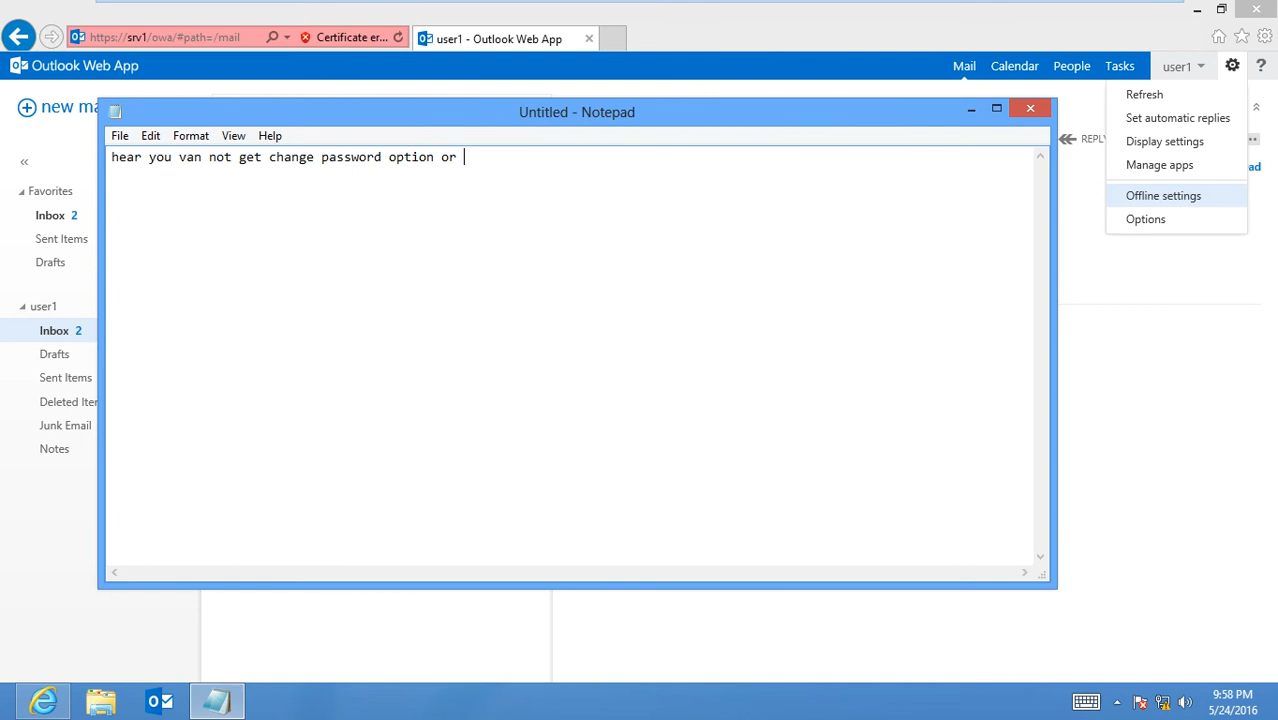 https://srv1/owa/#path=/mail
Certificate er...
user1 - Outlook Web App
Outlook Web App
Mail
Calendar
People
Tasks
user1
?
new ma
Untitled - Notepad
File
Edit
Format
View
Help
hear you van not get change password option or
Refresh
Set automatic replies
Display settings
Manage apps
Offline settings
Options
REPLY
ad
Favorites
Inbox 2
Sent Items
Drafts
user1
Inbox 2
Drafts
Sent Items
Deleted Iter
Junk Email
Notes
9:58 PM
5/24/2016